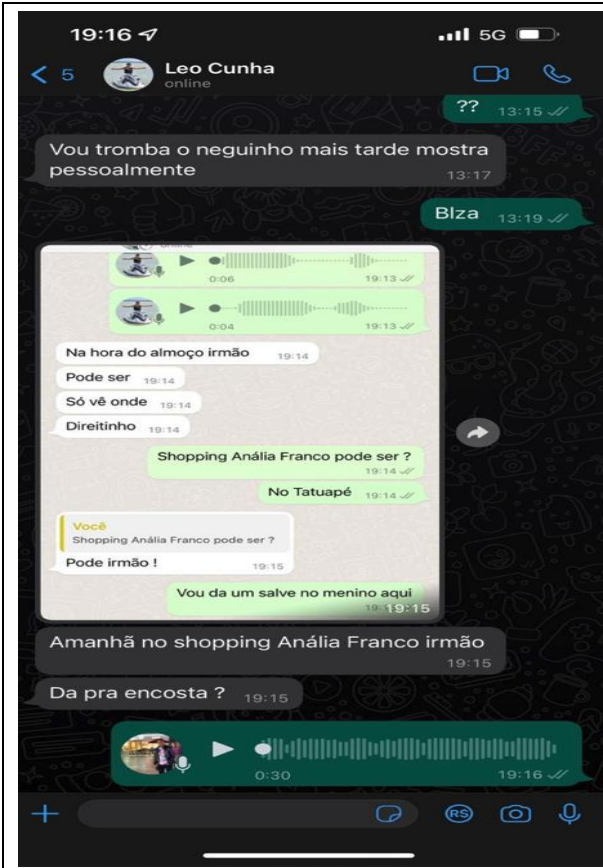 19:16
5G
5
Leo Cunha
online
??
13:15
Vou tromba o neguinho mais tarde mostra
pessoalmente
13:17
Blza 13:19
0:06 19:13
0:04 19:13
Na hora do almoço irmão 19:14
Pode ser 19:14
Só vê onde 19:14
Direitinho 19:14
Shopping Anália Franco pode ser ?
19:14
No Tatuapé 19:14
Você
Shopping Anália Franco pode ser ?
Pode irmão ! 19:15
Vou da um salve no menino aqui
19:15
Amanhã no shopping Anália Franco irmão
19:15
Da pra encosta ? 19:15
0:30 19:16
R$